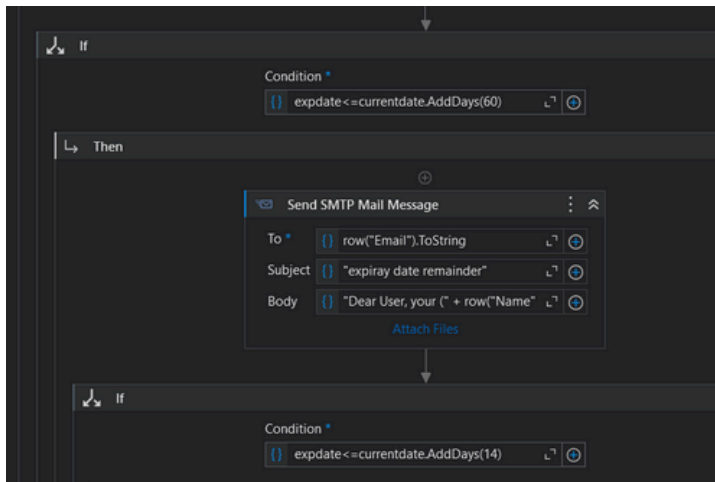 If
Condition *
{} expdate<=currentdate.AddDays(60)
Then
Send SMTP Mail Message
To * {} row("Email").ToString
Subject {} "expiray date remainder"
Body {} "Dear User, your (" + row("Name"
Attach Files
If
Condition *
{} expdate<=currentdate.AddDays(14)